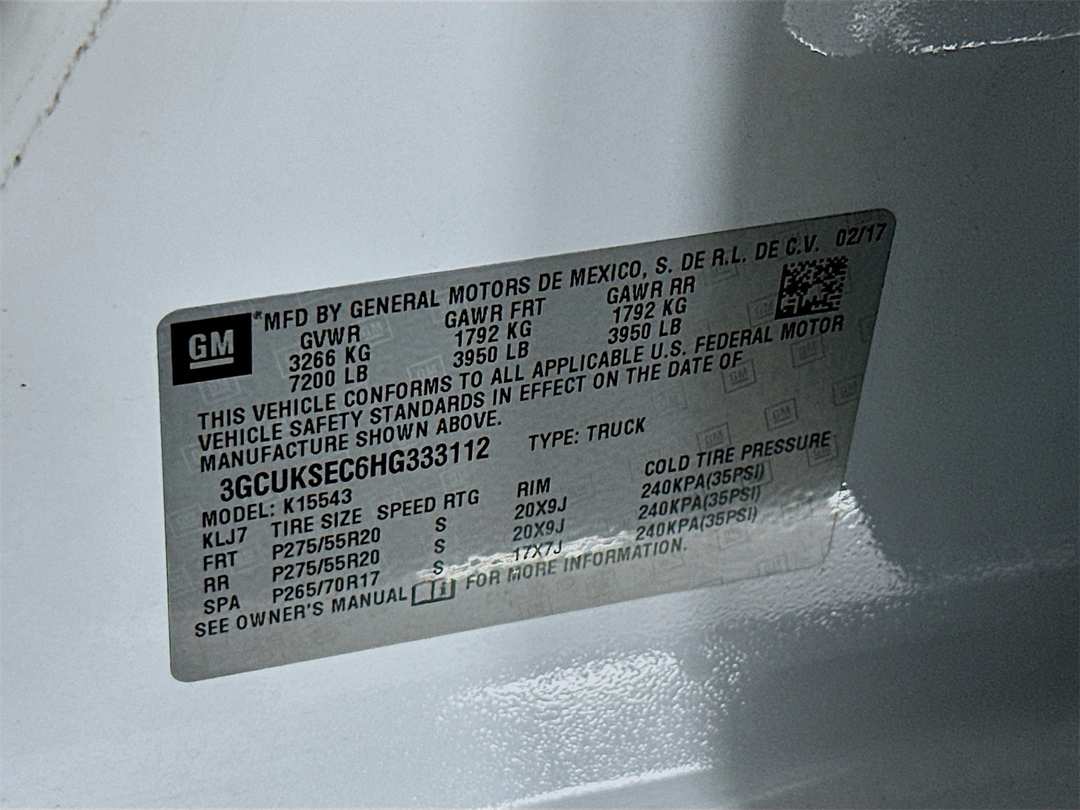 GM
*MFD BY GENERAL MOTORS DE MEXICO, S. DE R.L. DE C.V. 02/17
GVWR GAWR FRT GAWR RR
3266 KG 1792 KG 1792 KG
7200 LB 3950 LB 3950 LB
THIS VEHICLE CONFORMS TO ALL APPLICABLE U.S. FEDERAL MOTOR
VEHICLE SAFETY STANDARDS IN EFFECT ON THE DATE OF
MANUFACTURE SHOWN ABOVE.
3GCUKSEC6HG333112 TYPE: TRUCK
MODEL: K15543
KLJ7 TIRE SIZE SPEED RTG RIM COLD TIRE PRESSURE
FRT P275/55R20 S 20X9J 240KPA(35PSI)
RR P275/55R20 S 20X9J 240KPA(35PSI)
SPA P265/70R17 S 17X7J 240KPA(35PSI)
SEE OWNER'S MANUAL i FOR MORE INFORMATION.